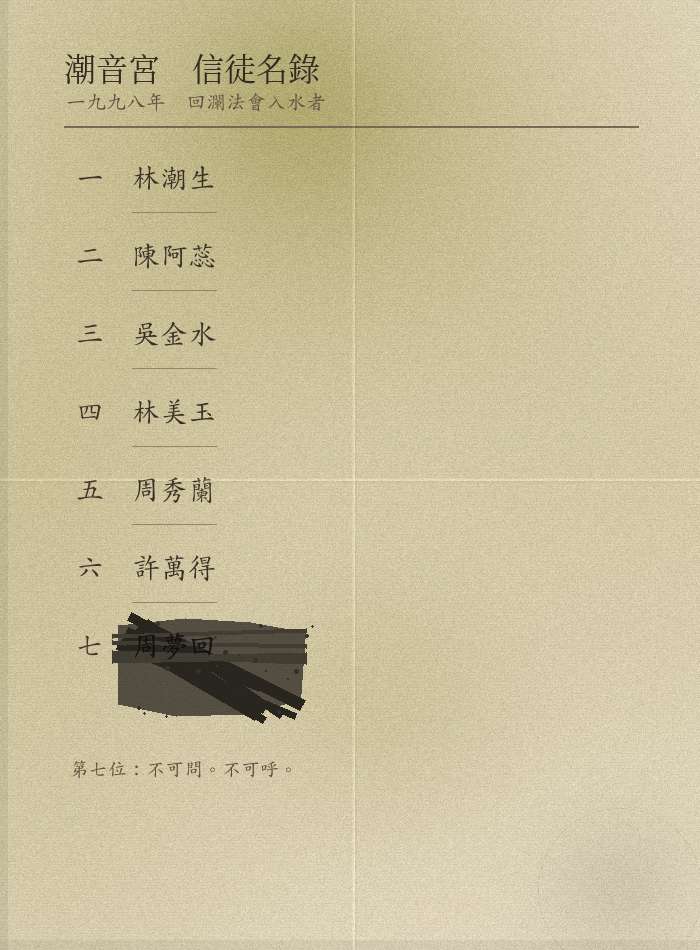 潮音宮　信徒名錄
一九九八年　回瀾法會入水者
一　林潮生
二　陳阿蕊
三　吳金水
四　林美玉
五　周秀蘭
六　許萬得
七　周夢回
第七位：不可問。不可呼。